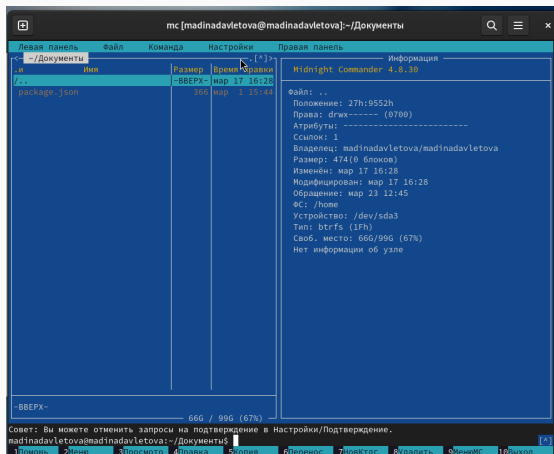 mc [madinadavletova@madinadavletova]:~/Документы
Левая панель Файл Команда Настройки Правая панель
<- ~/Документы .[^]>
.и Имя Размер Время правки
/.. -ВВЕРХ- мар 17 16:28
package.json 366 мар 1 15:44
-ВВЕРХ-
66G / 99G (67%)
Информация
Midnight Commander 4.8.30
Файл: ..
Положение: 27h:9552h
Права: drwx------ (0700)
Атрибуты: ------------------------
Ссылок: 1
Владелец: madinadavletova/madinadavletova
Размер: 474(0 блоков)
Изменён: мар 17 16:28
Модифицирован: мар 17 16:28
Обращение: мар 23 12:45
ФС: /home
Устройство: /dev/sda3
Тип: btrfs (1Fh)
Своб. место: 66G/99G (67%)
Нет информации об узле
Совет: Вы можете отменить запросы на подтверждение в Настройки/Подтверждение.
madinadavletova@madinadavletova:~/Документы$ [^]
1Помощь 2Меню 3Просмотр 4Правка 5Копия 6Перенос 7НовКтлг 8Удалить 9МенюМС 10Выход